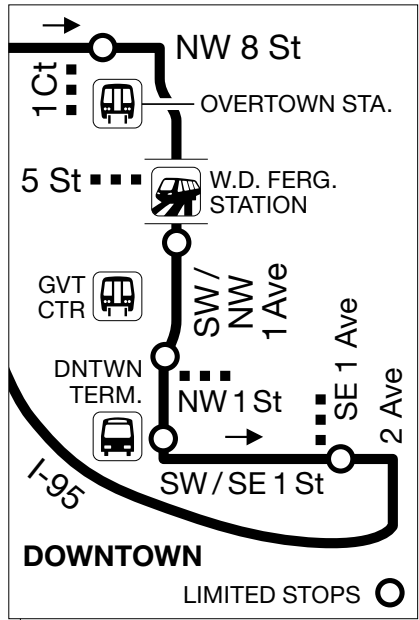 NW 8 St
1 Ct
OVERTOWN STA.
5 St
W.D. FERG.
STATION
GVT
CTR
SW /
NW
1 Ave
DNTWN
TERM.
NW 1 St
SE 1 Ave
2 Ave
I-95
SW / SE 1 St
DOWNTOWN
LIMITED STOPS